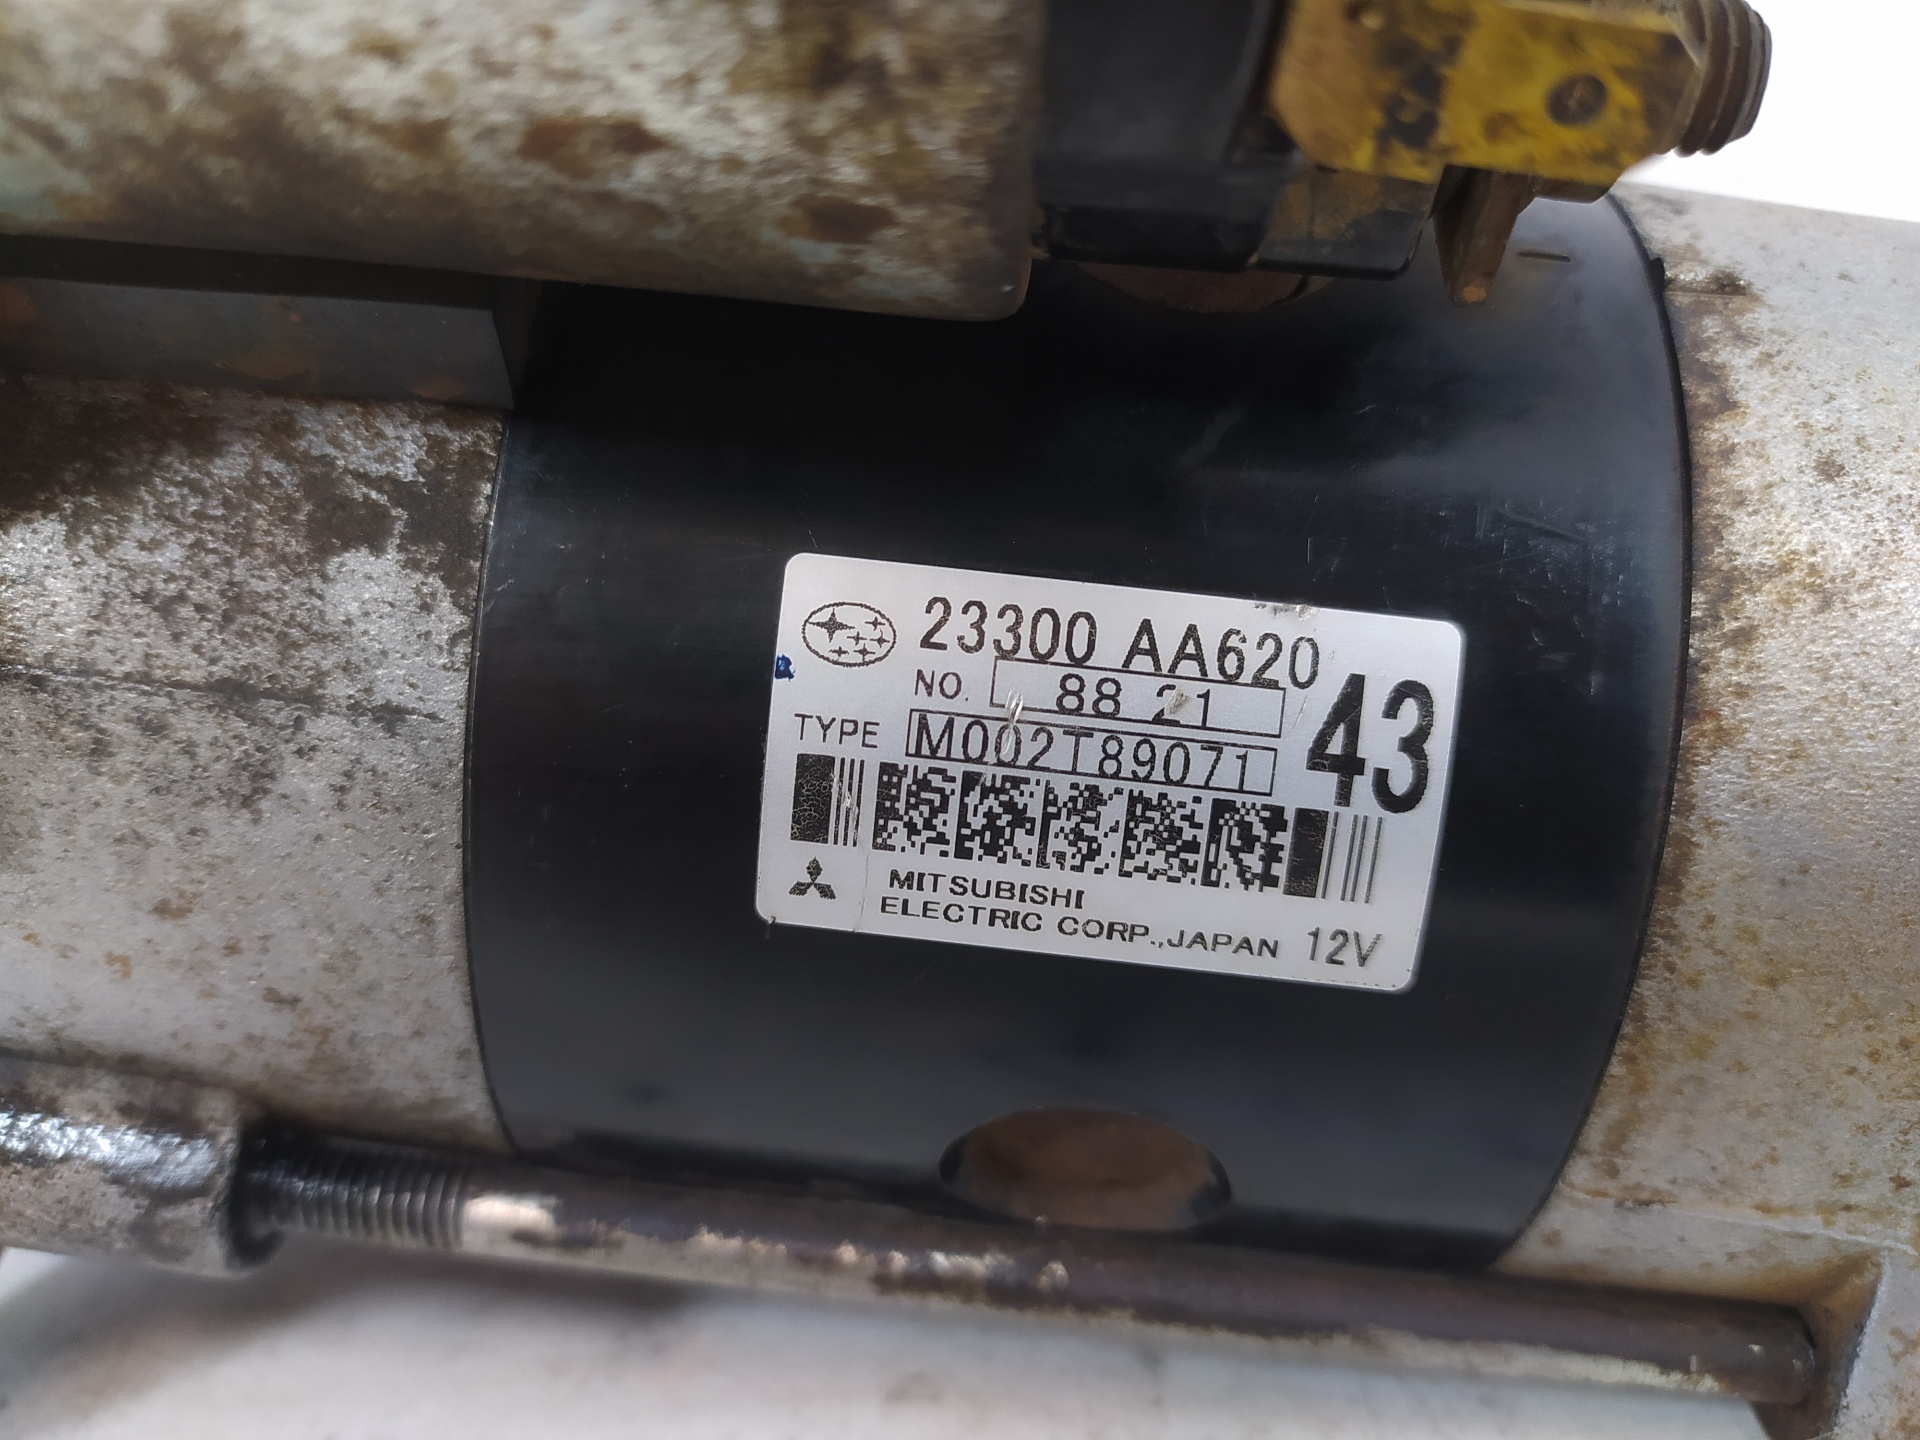 23300 AA620
NO. 88 21
TYPE M002T89071
43
MITSUBISHI
ELECTRIC CORP.,JAPAN 12V